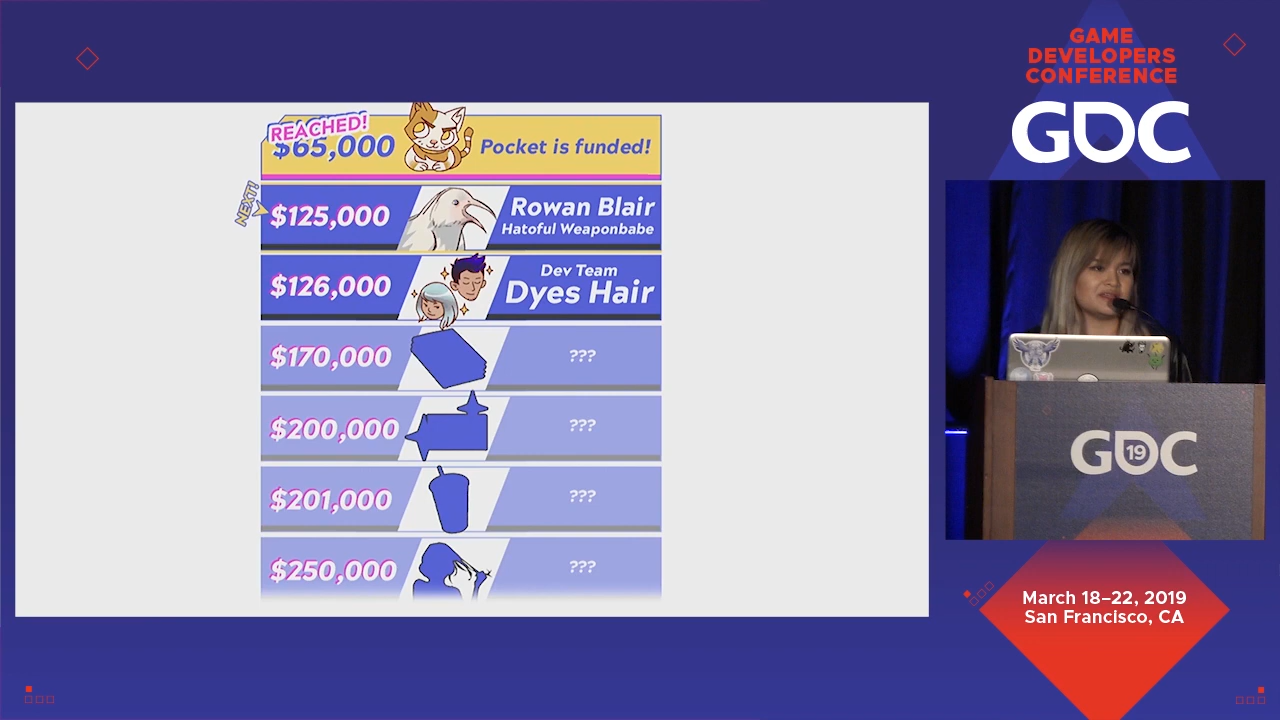 REACHED!
$65,000
Pocket is funded!
NEXT!
$125,000
Rowan Blair
Hatoful Weaponbabe
$126,000
Dev Team
Dyes Hair
$170,000
???
$200,000
???
$201,000
???
$250,000
???
GAME
DEVELOPERS
CONFERENCE
GDC
GDC
19
March 18–22, 2019
San Francisco, CA